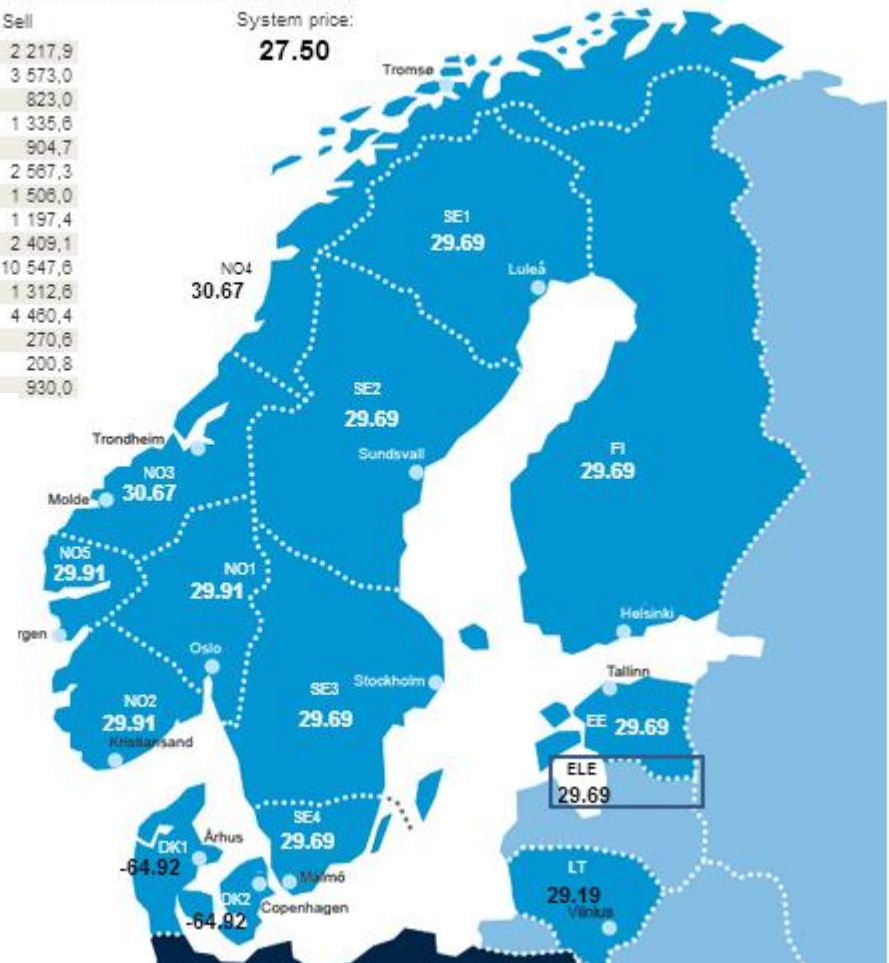 Sell
2 217,9
3 573,0
823,0
1 335,6
904,7
2 567,3
1 506,0
1 197,4
2 409,1
10 547,6
1 312,6
4 460,4
270,6
200,8
930,0
System price:
27.50
Tromsø
SE1
29.69
Luleå
NO4
30.67
SE2
29.69
Trondheim
Sundsvall
FI
29.69
NO3
30.67
Molde
NO5
29.91
NO1
29.91
Helsinki
rgen
Oslo
Tallinn
Stockholm
SE3
29.69
NO2
29.91
Kristiansand
EE 29.69
ELE
29.69
SE4
29.69
DK1
Århus
-64.92
Malmö
DK2
Copenhagen
-64.92
LT
29.19
Vilnius